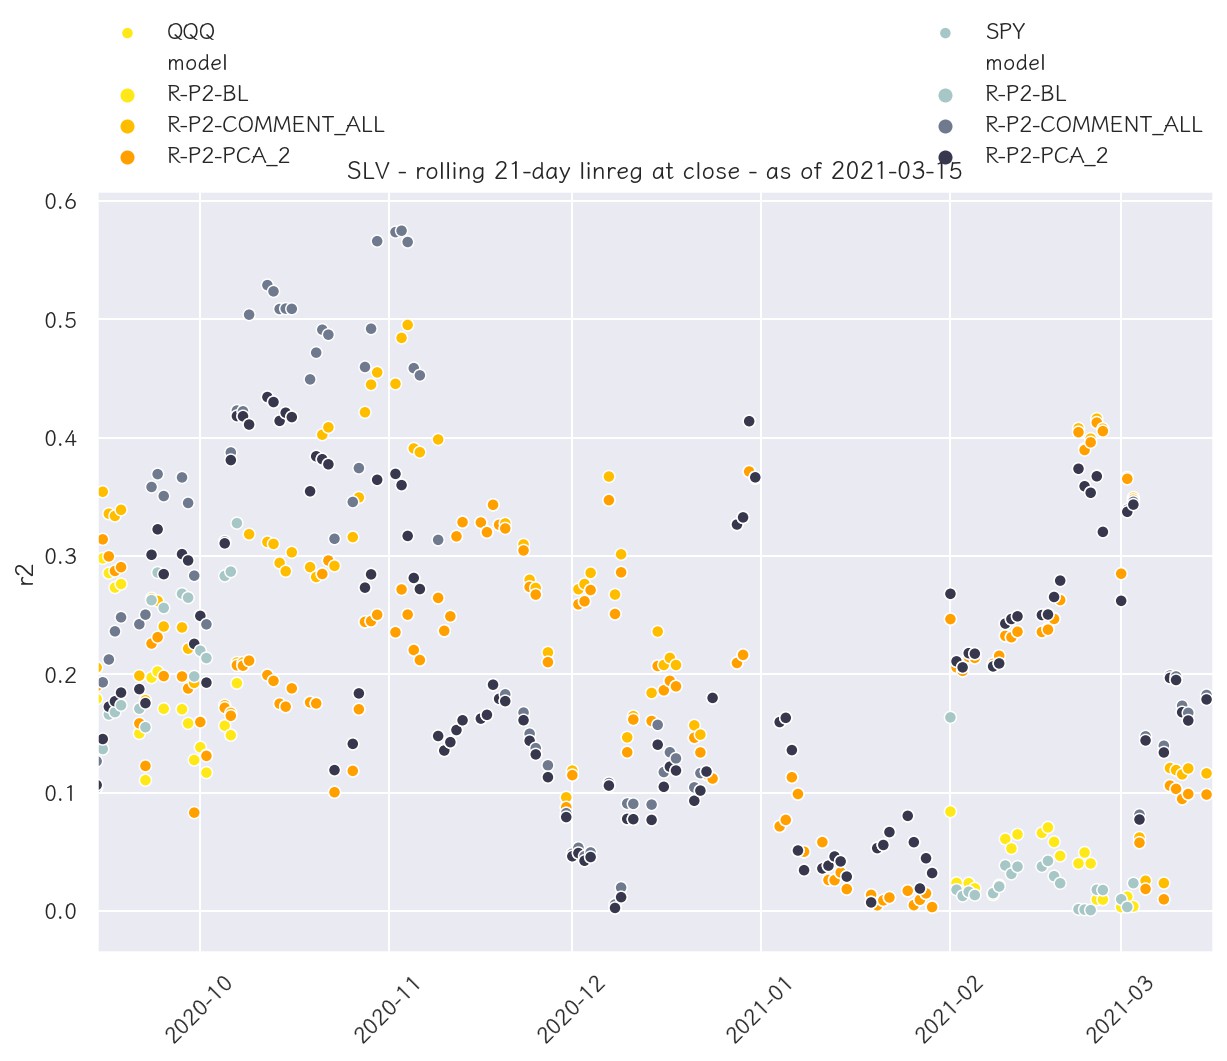 QQQ
model
R-P2-BL
R-P2-COMMENT_ALL
R-P2-PCA_2
SPY
model
R-P2-BL
R-P2-COMMENT_ALL
R-P2-PCA_2
SLV - rolling 21-day linreg at close - as of 2021-03-15
0.6
0.5
0.4
0.3
0.2
0.1
0.0
r2
2020-10
2020-11
2020-12
2021-01
2021-02
2021-03